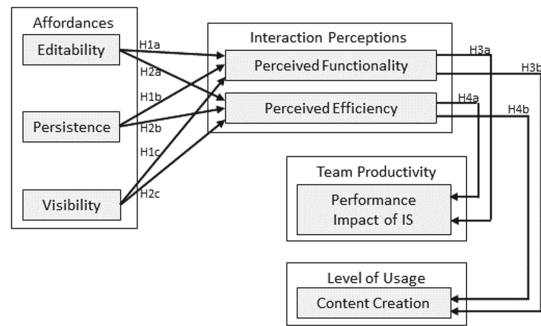 Affordances
Editability
Persistence
Visibility
H1a
H2a
H1b
H2b
H1c
H2c
Interaction Perceptions
Perceived Functionality
Perceived Efficiency
H3a
H3b
H4a
H4b
Team Productivity
Performance
Impact of IS
Level of Usage
Content Creation